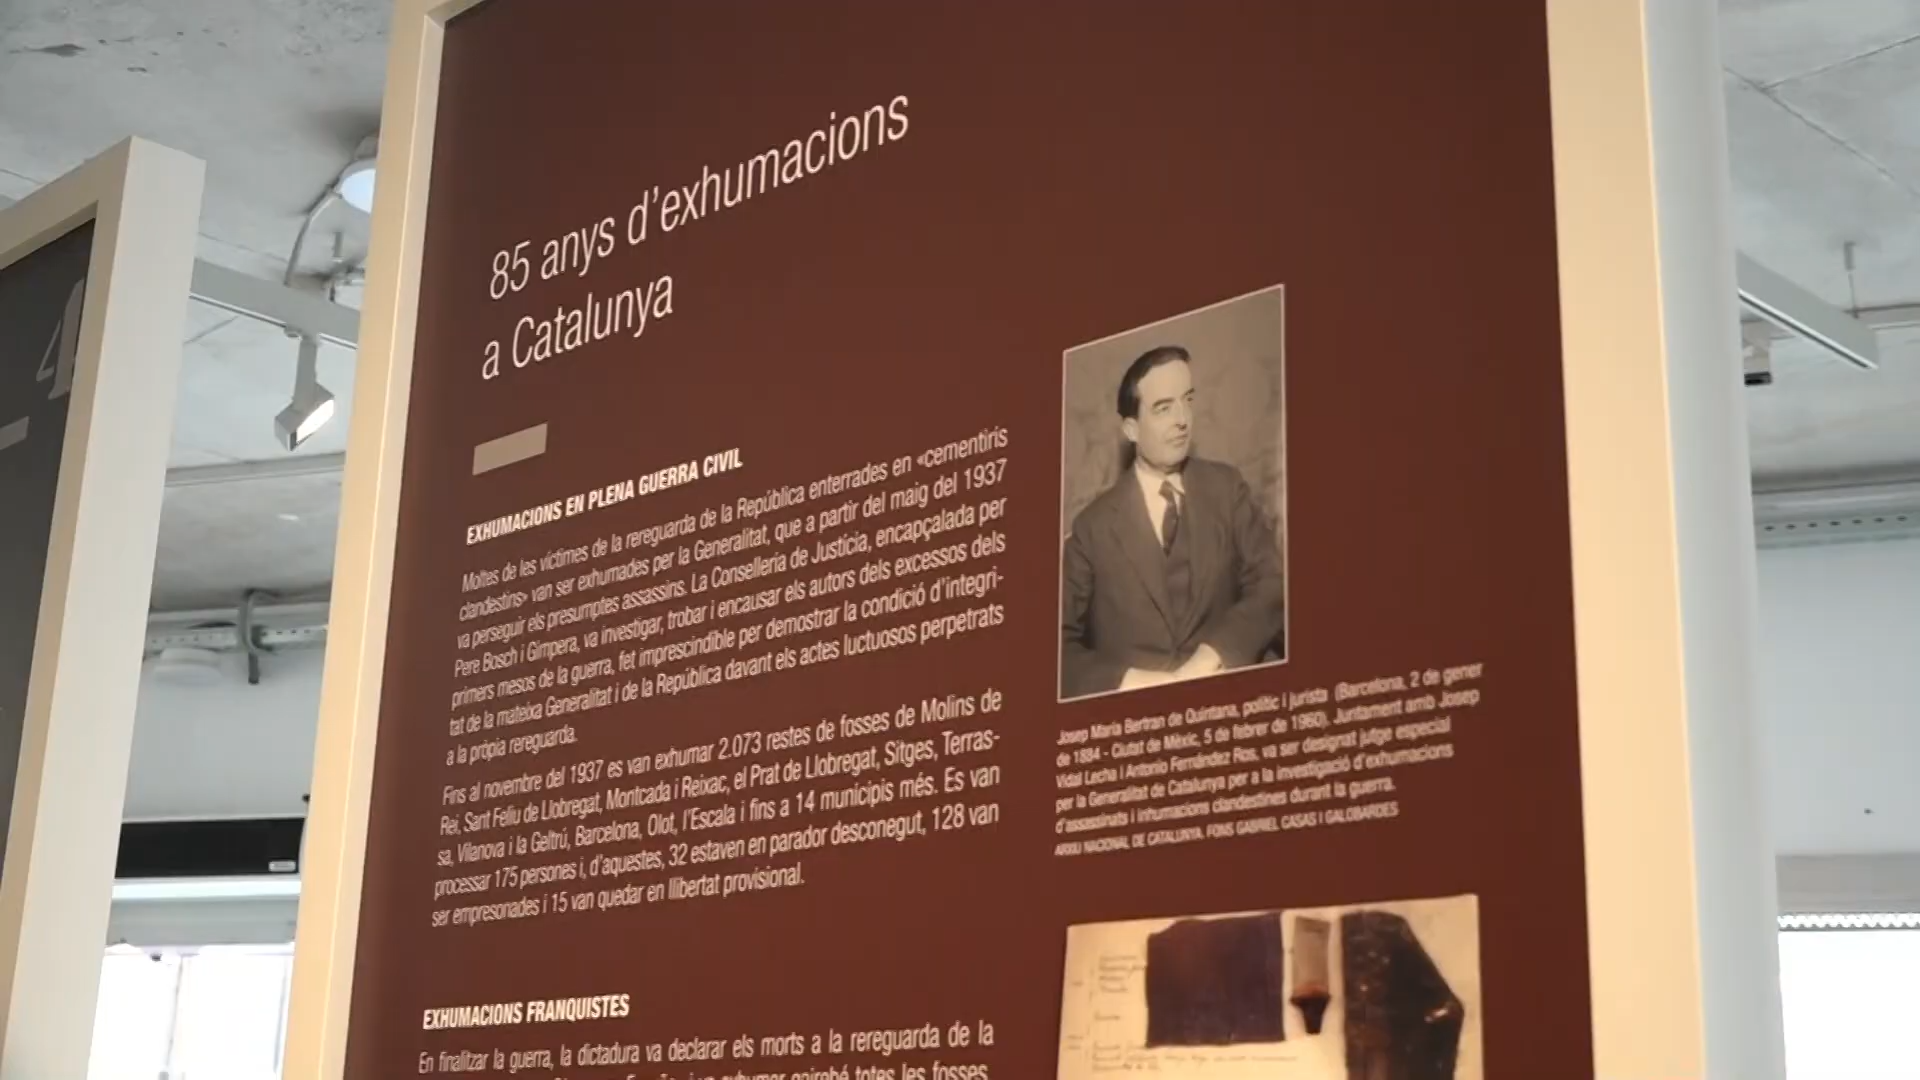 4
85 anys d'exhumacions
a Catalunya
EXHUMACIONS EN PLENA GUERRA CIVIL
Moltes de les víctimes de la rereguarda de la República enterrades en «cementiris
clandestins» van ser exhumades per la Generalitat, que a partir del maig del 1937
va perseguir els presumptes assassins. La Conselleria de Justícia, encapçalada per
Pere Bosch i Gimpera, va investigar, trobar i encausar els autors dels excessos dels
primers mesos de la guerra, fet imprescindible per demostrar la condició d'integri-
tat de la mateixa Generalitat i de la República davant els actes luctuosos perpetrats
a la pròpia rereguarda.
Fins al novembre del 1937 es van exhumar 2.073 restes de fosses de Molins de
Rei, Sant Feliu de Llobregat, Montcada i Reixac, el Prat de Llobregat, Sitges, Terras-
sa, Vilanova i la Geltrú, Barcelona, Olot, l'Escala i fins a 14 municipis més. Es van
processar 175 persones i, d'aquestes, 32 estaven en parador desconegut, 128 van
ser empresonades i 15 van quedar en llibertat provisional.
EXHUMACIONS FRANQUISTES
En finalitzar la guerra, la dictadura va declarar els morts a la rereguarda de la
exhumar gairebé totes les fosses
Josep Maria Bertran de Quintana, polític i jurista (Barcelona, 2 de gener
de 1884 - Ciutat de Mèxic, 5 de febrer de 1960). Juntament amb Josep
Vidal Lecha i Antonio Fernández Ros, va ser designat jutge especial
per la Generalitat de Catalunya per a la investigació d'exhumacions
d'assassinats i inhumacions clandestines durant la guerra.
ARXIU NACIONAL DE CATALUNYA. FONS GABRIEL CASAS I GALOBARDES